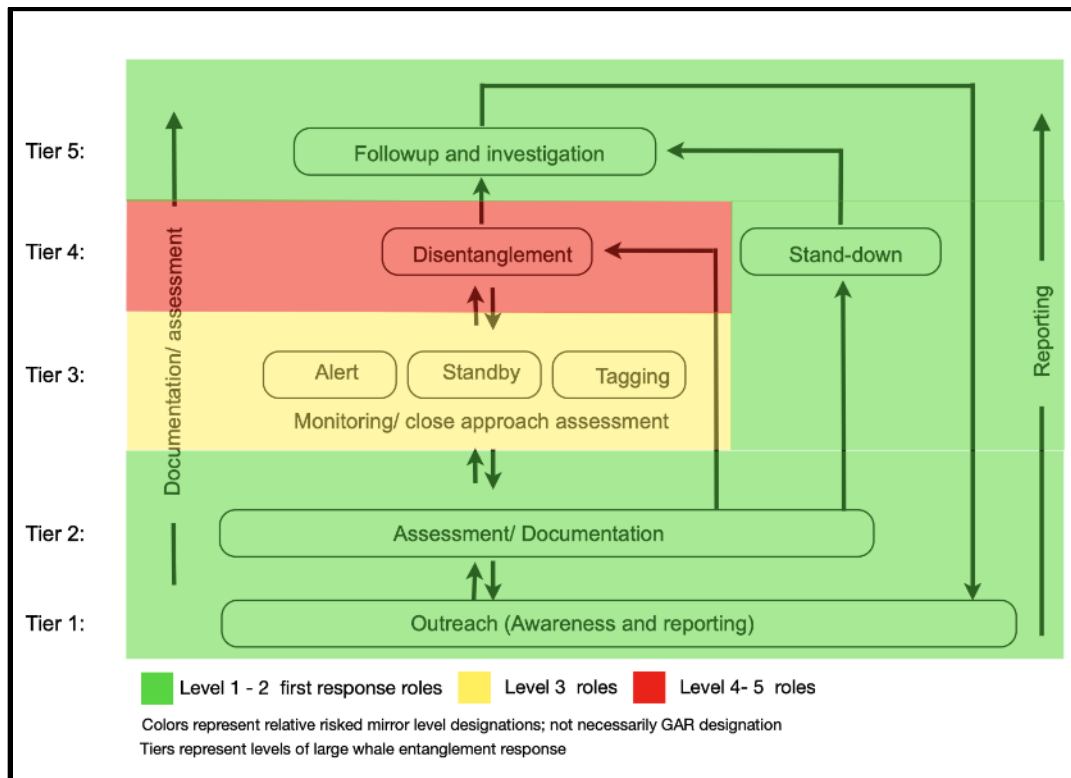 Tier 5:
Followup and investigation
Tier 4:
Disentanglement
Stand-down
Documentation/ assessment
Reporting
Tier 3:
Alert
Standby
Tagging
Monitoring/ close approach assessment
Tier 2:
Assessment/ Documentation
Tier 1:
Outreach (Awareness and reporting)
Level 1 - 2 first response roles
Level 3 roles
Level 4- 5 roles
Colors represent relative risked mirror level designations; not necessarily GAR designation
Tiers represent levels of large whale entanglement response